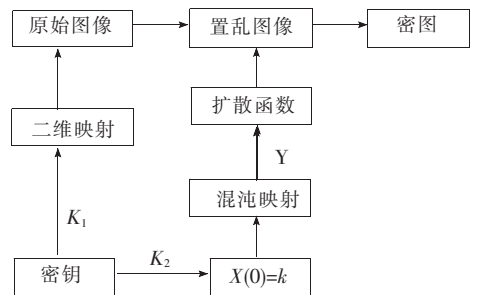 原始图像
置乱图像
密图
扩散函数
二维映射
Y
混沌映射
K₁
K₂
密钥
X(0)=k